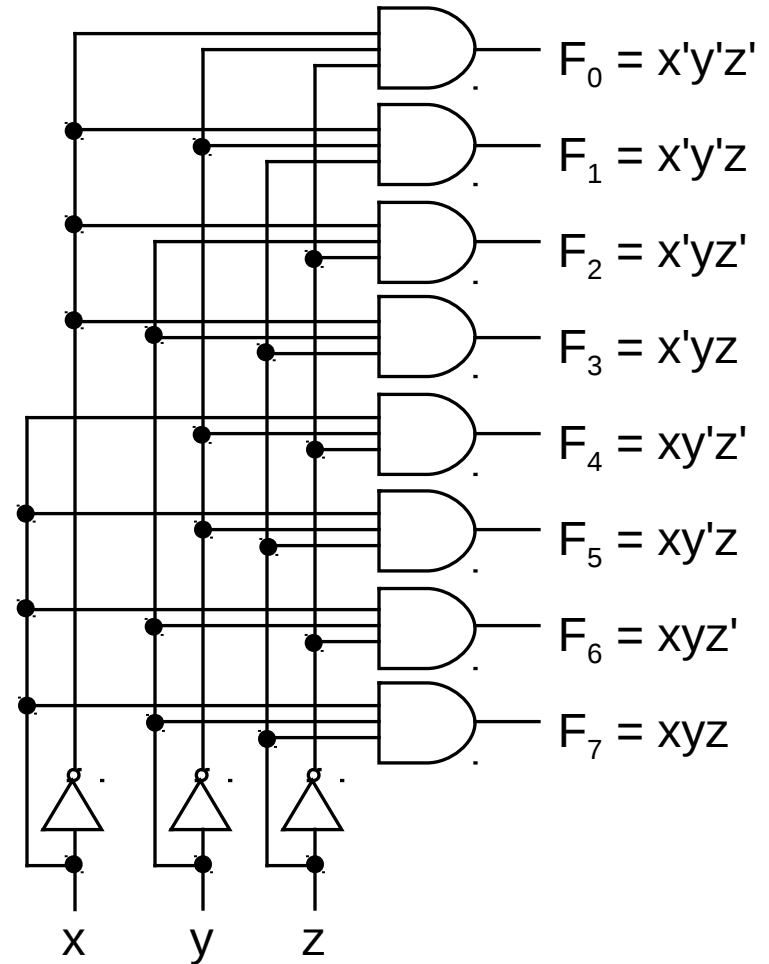 F₀ = x'y'z'
F₁ = x'y'z
F₂ = x'yz'
F₃ = x'yz
F₄ = xy'z'
F₅ = xy'z
F₆ = xyz'
F₇ = xyz
x y z